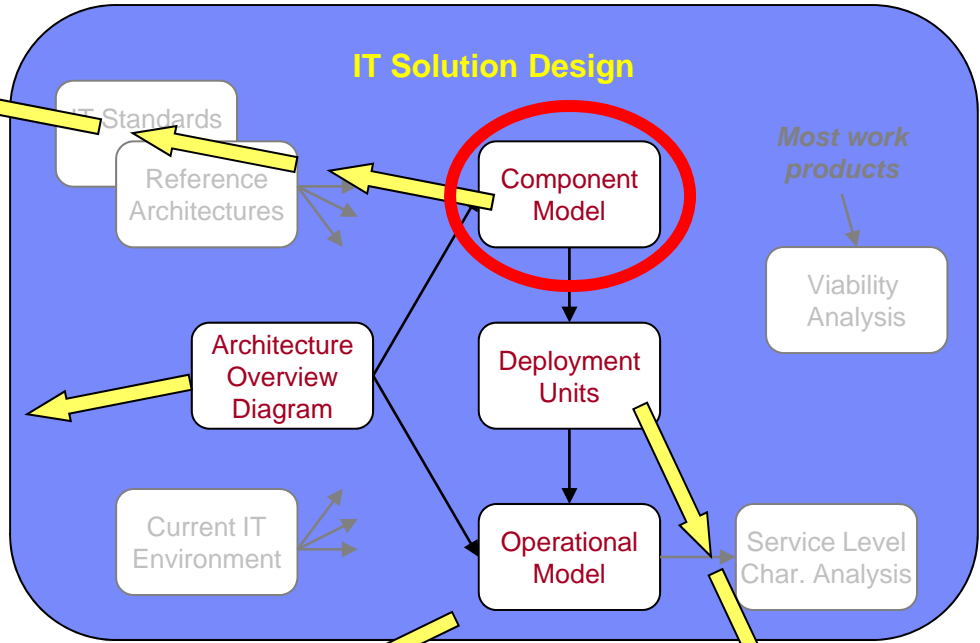 IT Solution Design
IT Standards
Reference
Architectures
Component
Model
Most work
products
Viability
Analysis
Architecture
Overview
Diagram
Deployment
Units
Current IT
Environment
Operational
Model
Service Level
Char. Analysis